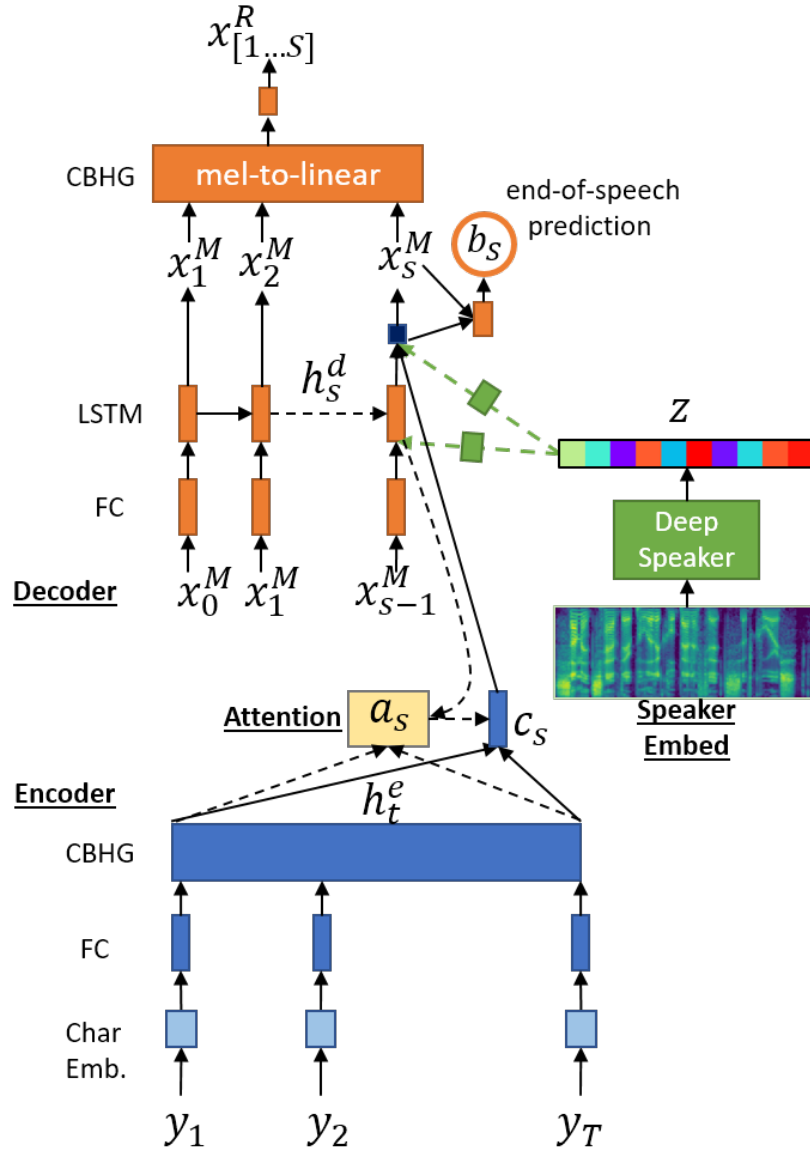 x^R_{[1...S]}
CBHG
mel-to-linear
end-of-speech
prediction
x^M_1
x^M_2
x^M_s
b_s
LSTM
h^d_s
z
FC
Deep
Speaker
Decoder
x^M_0
x^M_1
x^M_{s-1}
Attention
a_s
c_s
Speaker
Embed
Encoder
h^e_t
CBHG
FC
Char
Emb.
y_1
y_2
y_T